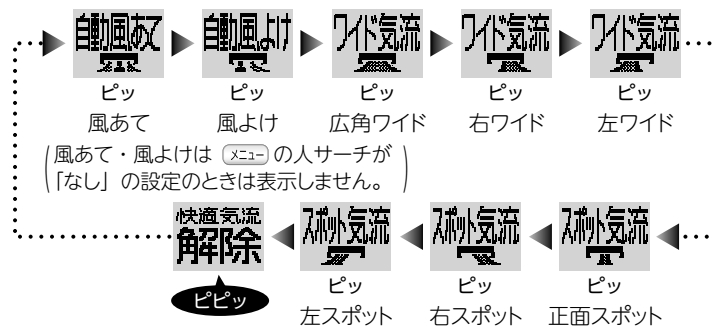 自動風あて 自動風よけ ワイド気流 ワイド気流 ワイド気流
ピッ ピッ ピッ ピッ ピッ
風あて 風よけ 広角ワイド 右ワイド 左ワイド
(風あて・風よけは メニュー の人サーチが
「なし」の設定のときは表示しません。)
快適気流
解除 スポット気流 スポット気流 スポット気流
ピピッ ピッ ピッ ピッ
左スポット 右スポット 正面スポット